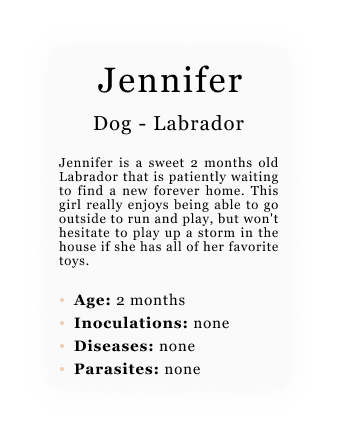 Jennifer
Dog - Labrador
Jennifer is a sweet 2 months old
Labrador that is patiently waiting
to find a new forever home. This
girl really enjoys being able to go
outside to run and play, but won't
hesitate to play up a storm in the
house if she has all of her favorite
toys.
• Age: 2 months
• Inoculations: none
• Diseases: none
• Parasites: none